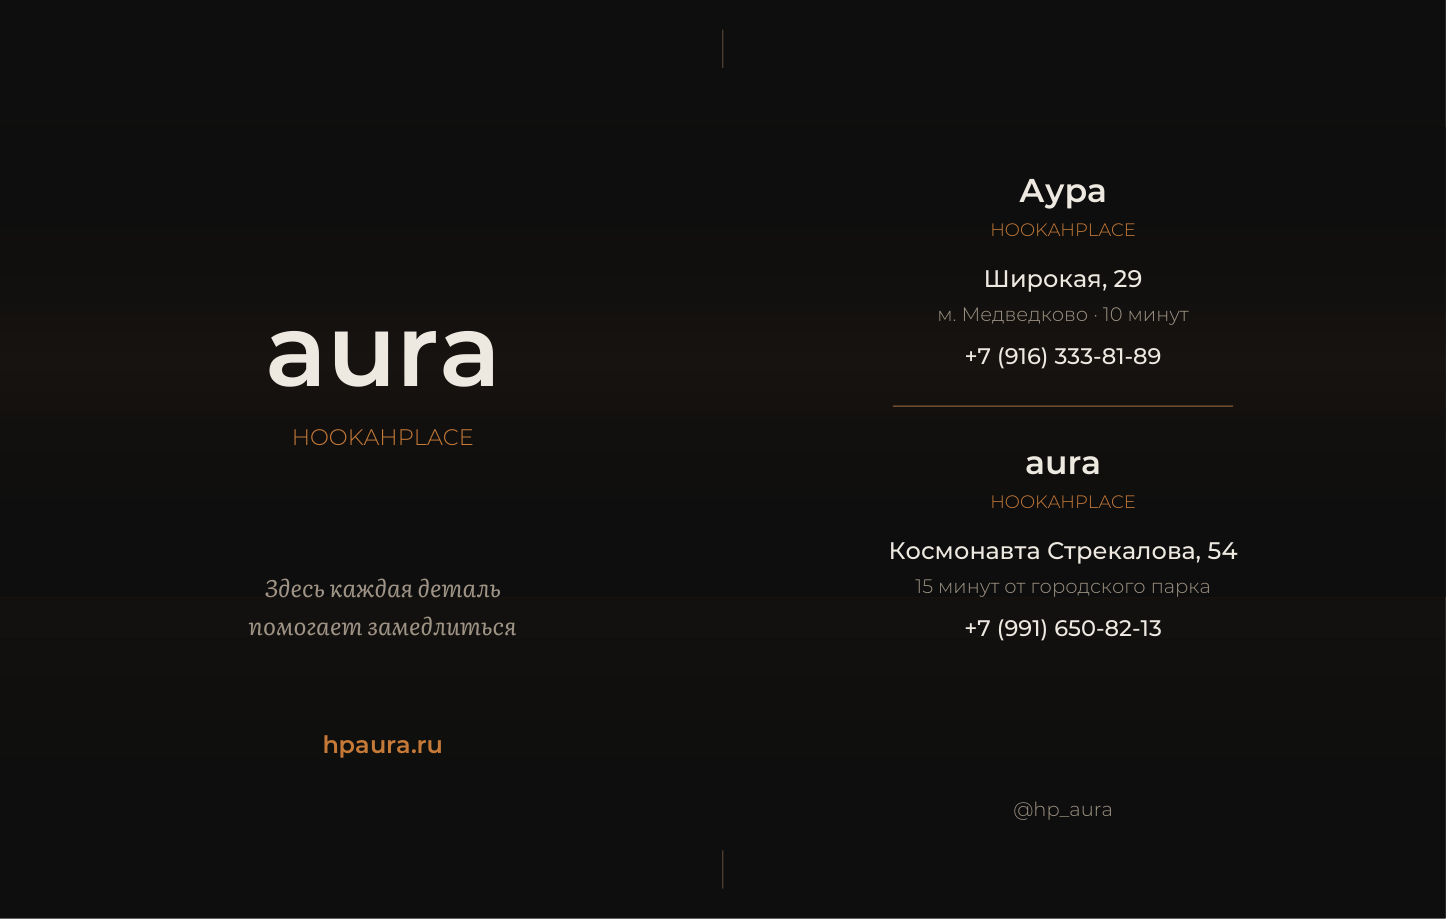 aura
HOOKAHPLACE
Здесь каждая деталь
помогает замедлиться
hpaura.ru
Аура
HOOKAHPLACE
Широкая, 29
м. Медведково · 10 минут
+7 (916) 333-81-89
aura
HOOKAHPLACE
Космонавта Стрекалова, 54
15 минут от городского парка
+7 (991) 650-82-13
@hp_aura